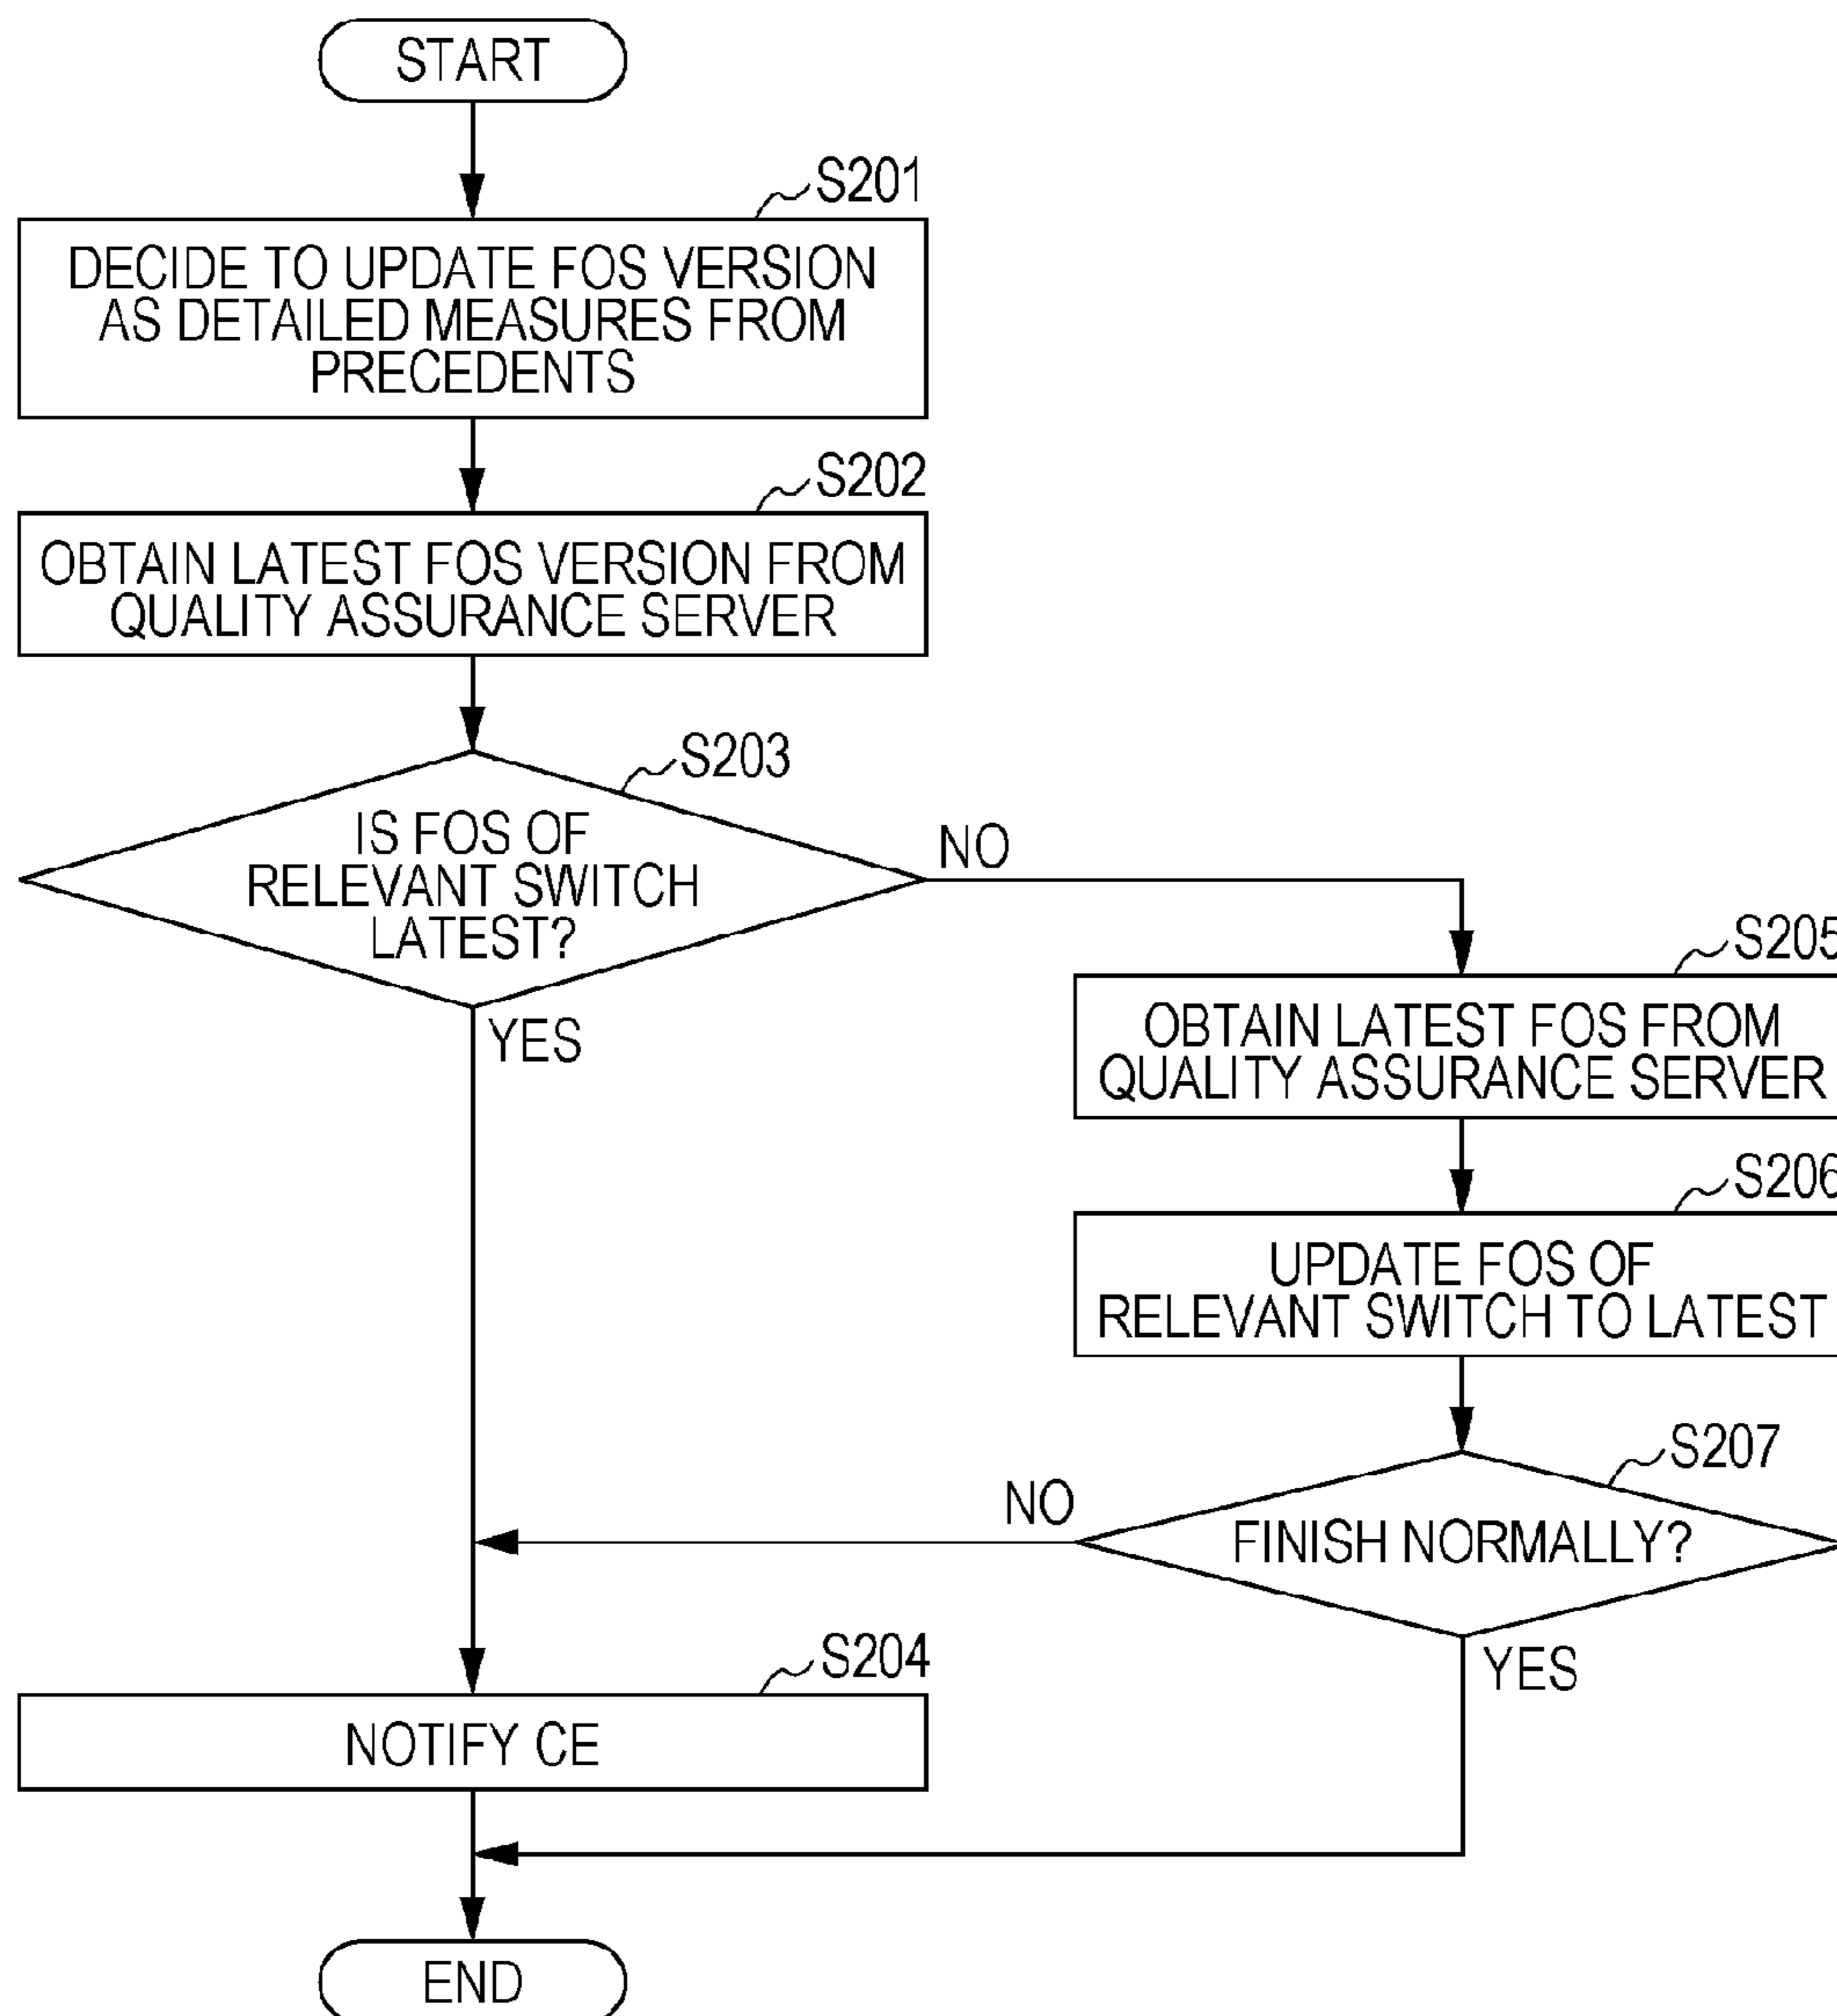 START
S201
DECIDE TO UPDATE FOS VERSION
AS DETAILED MEASURES FROM
PRECEDENTS
S202
OBTAIN LATEST FOS VERSION FROM
QUALITY ASSURANCE SERVER
S203
IS FOS OF
RELEVANT SWITCH
LATEST?
NO
YES
S205
OBTAIN LATEST FOS FROM
QUALITY ASSURANCE SERVER
S206
UPDATE FOS OF
RELEVANT SWITCH TO LATEST
S207
FINISH NORMALLY?
NO
YES
S204
NOTIFY CE
END